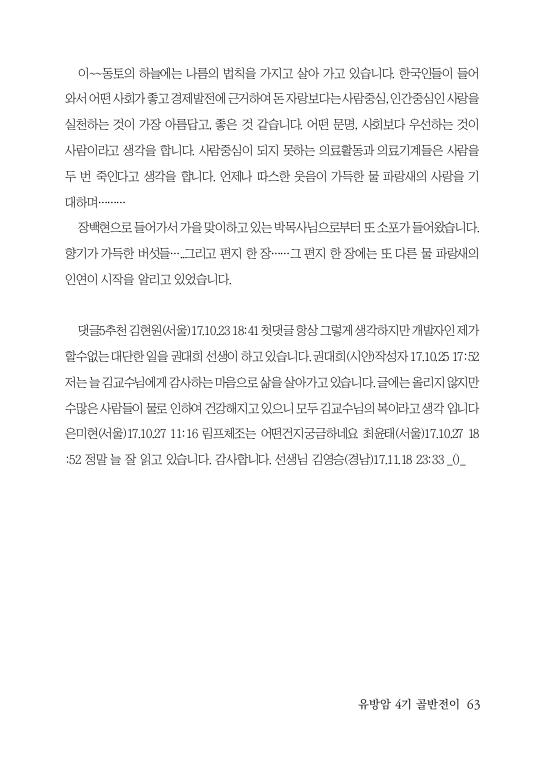 이~~동토의 하늘에는 나름의 법칙을 가지고 살아 가고 있습니다. 한국인들이 들어
와서 어떤 사회가 좋고 경제발전에 근거하여 돈 자랑보다는 사람중심, 인간중심인 사랑을
실천하는 것이 가장 아름답고, 좋은 것 같습니다. 어떤 문명, 사회보다 우선하는 것이
사람이라고 생각을 합니다. 사람중심이 되지 못하는 의료활동과 의료기계들은 사람을
두 번 죽인다고 생각을 합니다. 언제나 따스한 웃음이 가득한 물 파랑새의 사랑을 기
대하며………
장백현으로 들어가서 가을 맞이하고 있는 박목사님으로부터 또 소포가 들어왔습니다.
향기가 가득한 버섯들…..그리고 편지 한 장……그 편지 한 장에는 또 다른 물 파랑새의
인연이 시작을 알리고 있었습니다.
댓글5추천 김현원(서울)17.10.23 18:41 첫댓글 항상 그렇게 생각하지만 개발자인 제가
할수없는 대단한 일을 권대희 선생이 하고 있습니다. 권대희(시안)작성자 17.10.25 17:52
저는 늘 김교수님에게 감사하는 마음으로 삶을 살아가고 있습니다. 글에는 올리지 않지만
수많은 사람들이 물로 인하여 건강해지고 있으니 모두 김교수님의 복이라고 생각 입니다
은미현(서울)17.10.27 11:16 림프체조는 어떤건지궁금하네요 최윤태(서울)17.10.27 18
:52 정말 늘 잘 읽고 있습니다. 감사합니다. 선생님 김영승(경남)17.11.18 23:33 _()_
유방암 4기 골반전이 63